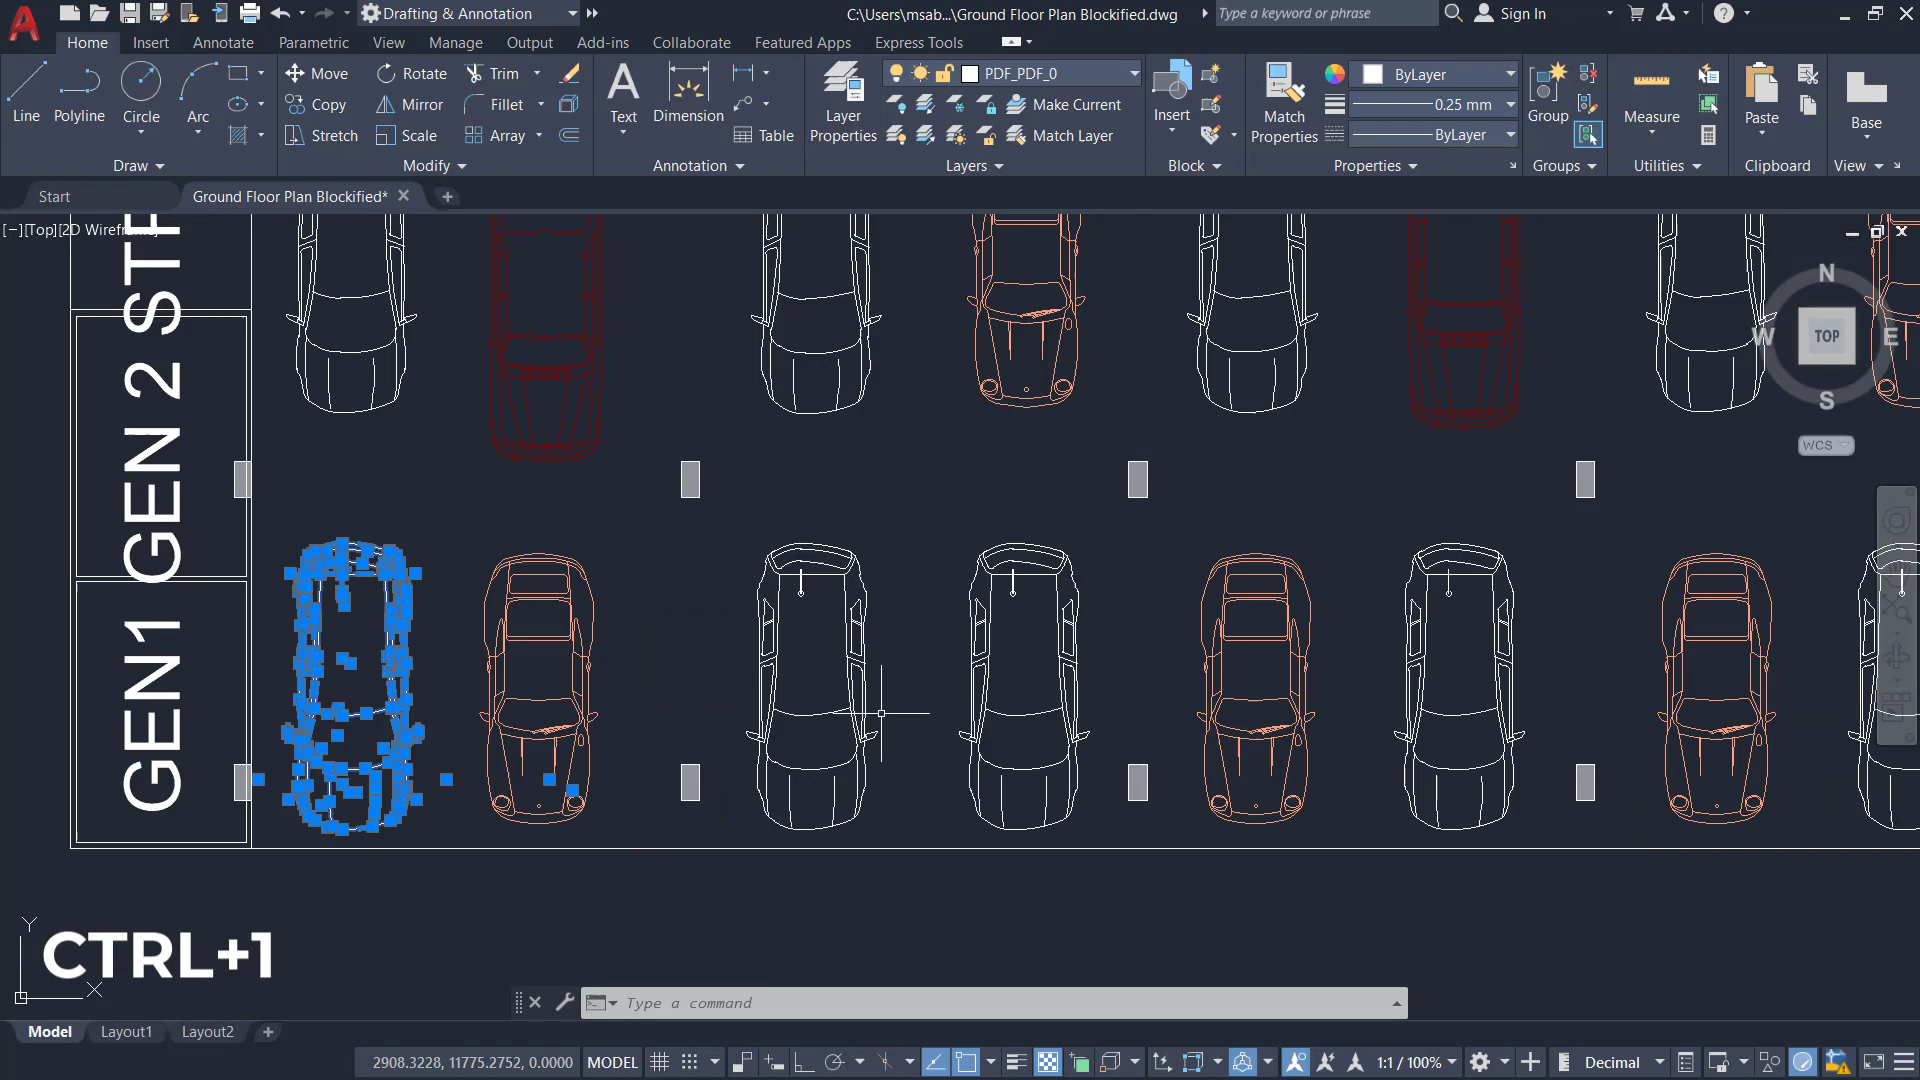 Drafting & Annotation
C:\Users\msab...\Ground Floor Plan Blockified.dwg
Type a keyword or phrase
Sign In
Home
Insert
Annotate
Parametric
View
Manage
Output
Add-ins
Collaborate
Featured Apps
Express Tools
Line
Polyline
Circle
Arc
Draw
Move
Rotate
Trim
Copy
Mirror
Fillet
Stretch
Scale
Array
Modify
Text
Dimension
Table
Annotation
Layer
Properties
PDF_PDF_0
Make Current
Match Layer
Layers
Insert
Block
Match
Properties
ByLayer
0.25 mm
ByLayer
Properties
Group
Groups
Measure
Utilities
Paste
Clipboard
Base
View
Start
Ground Floor Plan Blockified*
[−][Top][2D Wireframe]
GEN 2 STP
GEN1
N
W
TOP
E
S
WCS
Y
X
CTRL+1
Type a command
Model
Layout1
Layout2
2908.3228, 11775.2752, 0.0000
MODEL
1:1 / 100%
Decimal